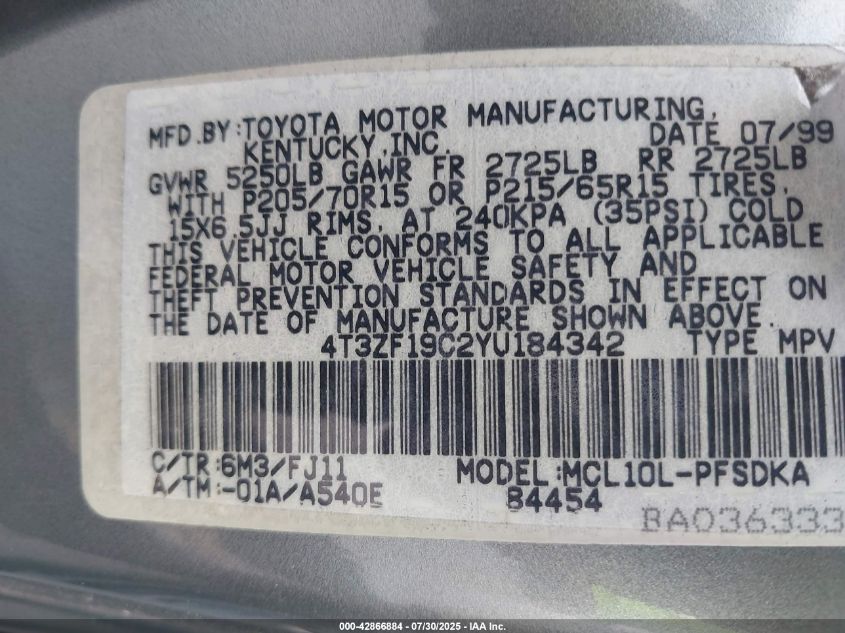 MFD.BY:TOYOTA MOTOR MANUFACTURING,
KENTUCKY,INC. DATE 07/99
GVWR 5250LB GAWR FR 2725LB RR 2725LB
WITH P205/70R15 OR P215/65R15 TIRES,
15X6.5JJ RIMS, AT 240KPA (35PSI) COLD
THIS VEHICLE CONFORMS TO ALL APPLICABLE
FEDERAL MOTOR VEHICLE SAFETY AND
THEFT PREVENTION STANDARDS IN EFFECT ON
THE DATE OF MANUFACTURE SHOWN ABOVE.
4T3ZF19C2YU184342 TYPE MPV
C/TR:6M3/FJ11 MODEL:MCL10L-PFSDKA
A/TM:-01A/A540E 84454
BA036333
000-42866884 / 07/30/2025 - IAA Inc.